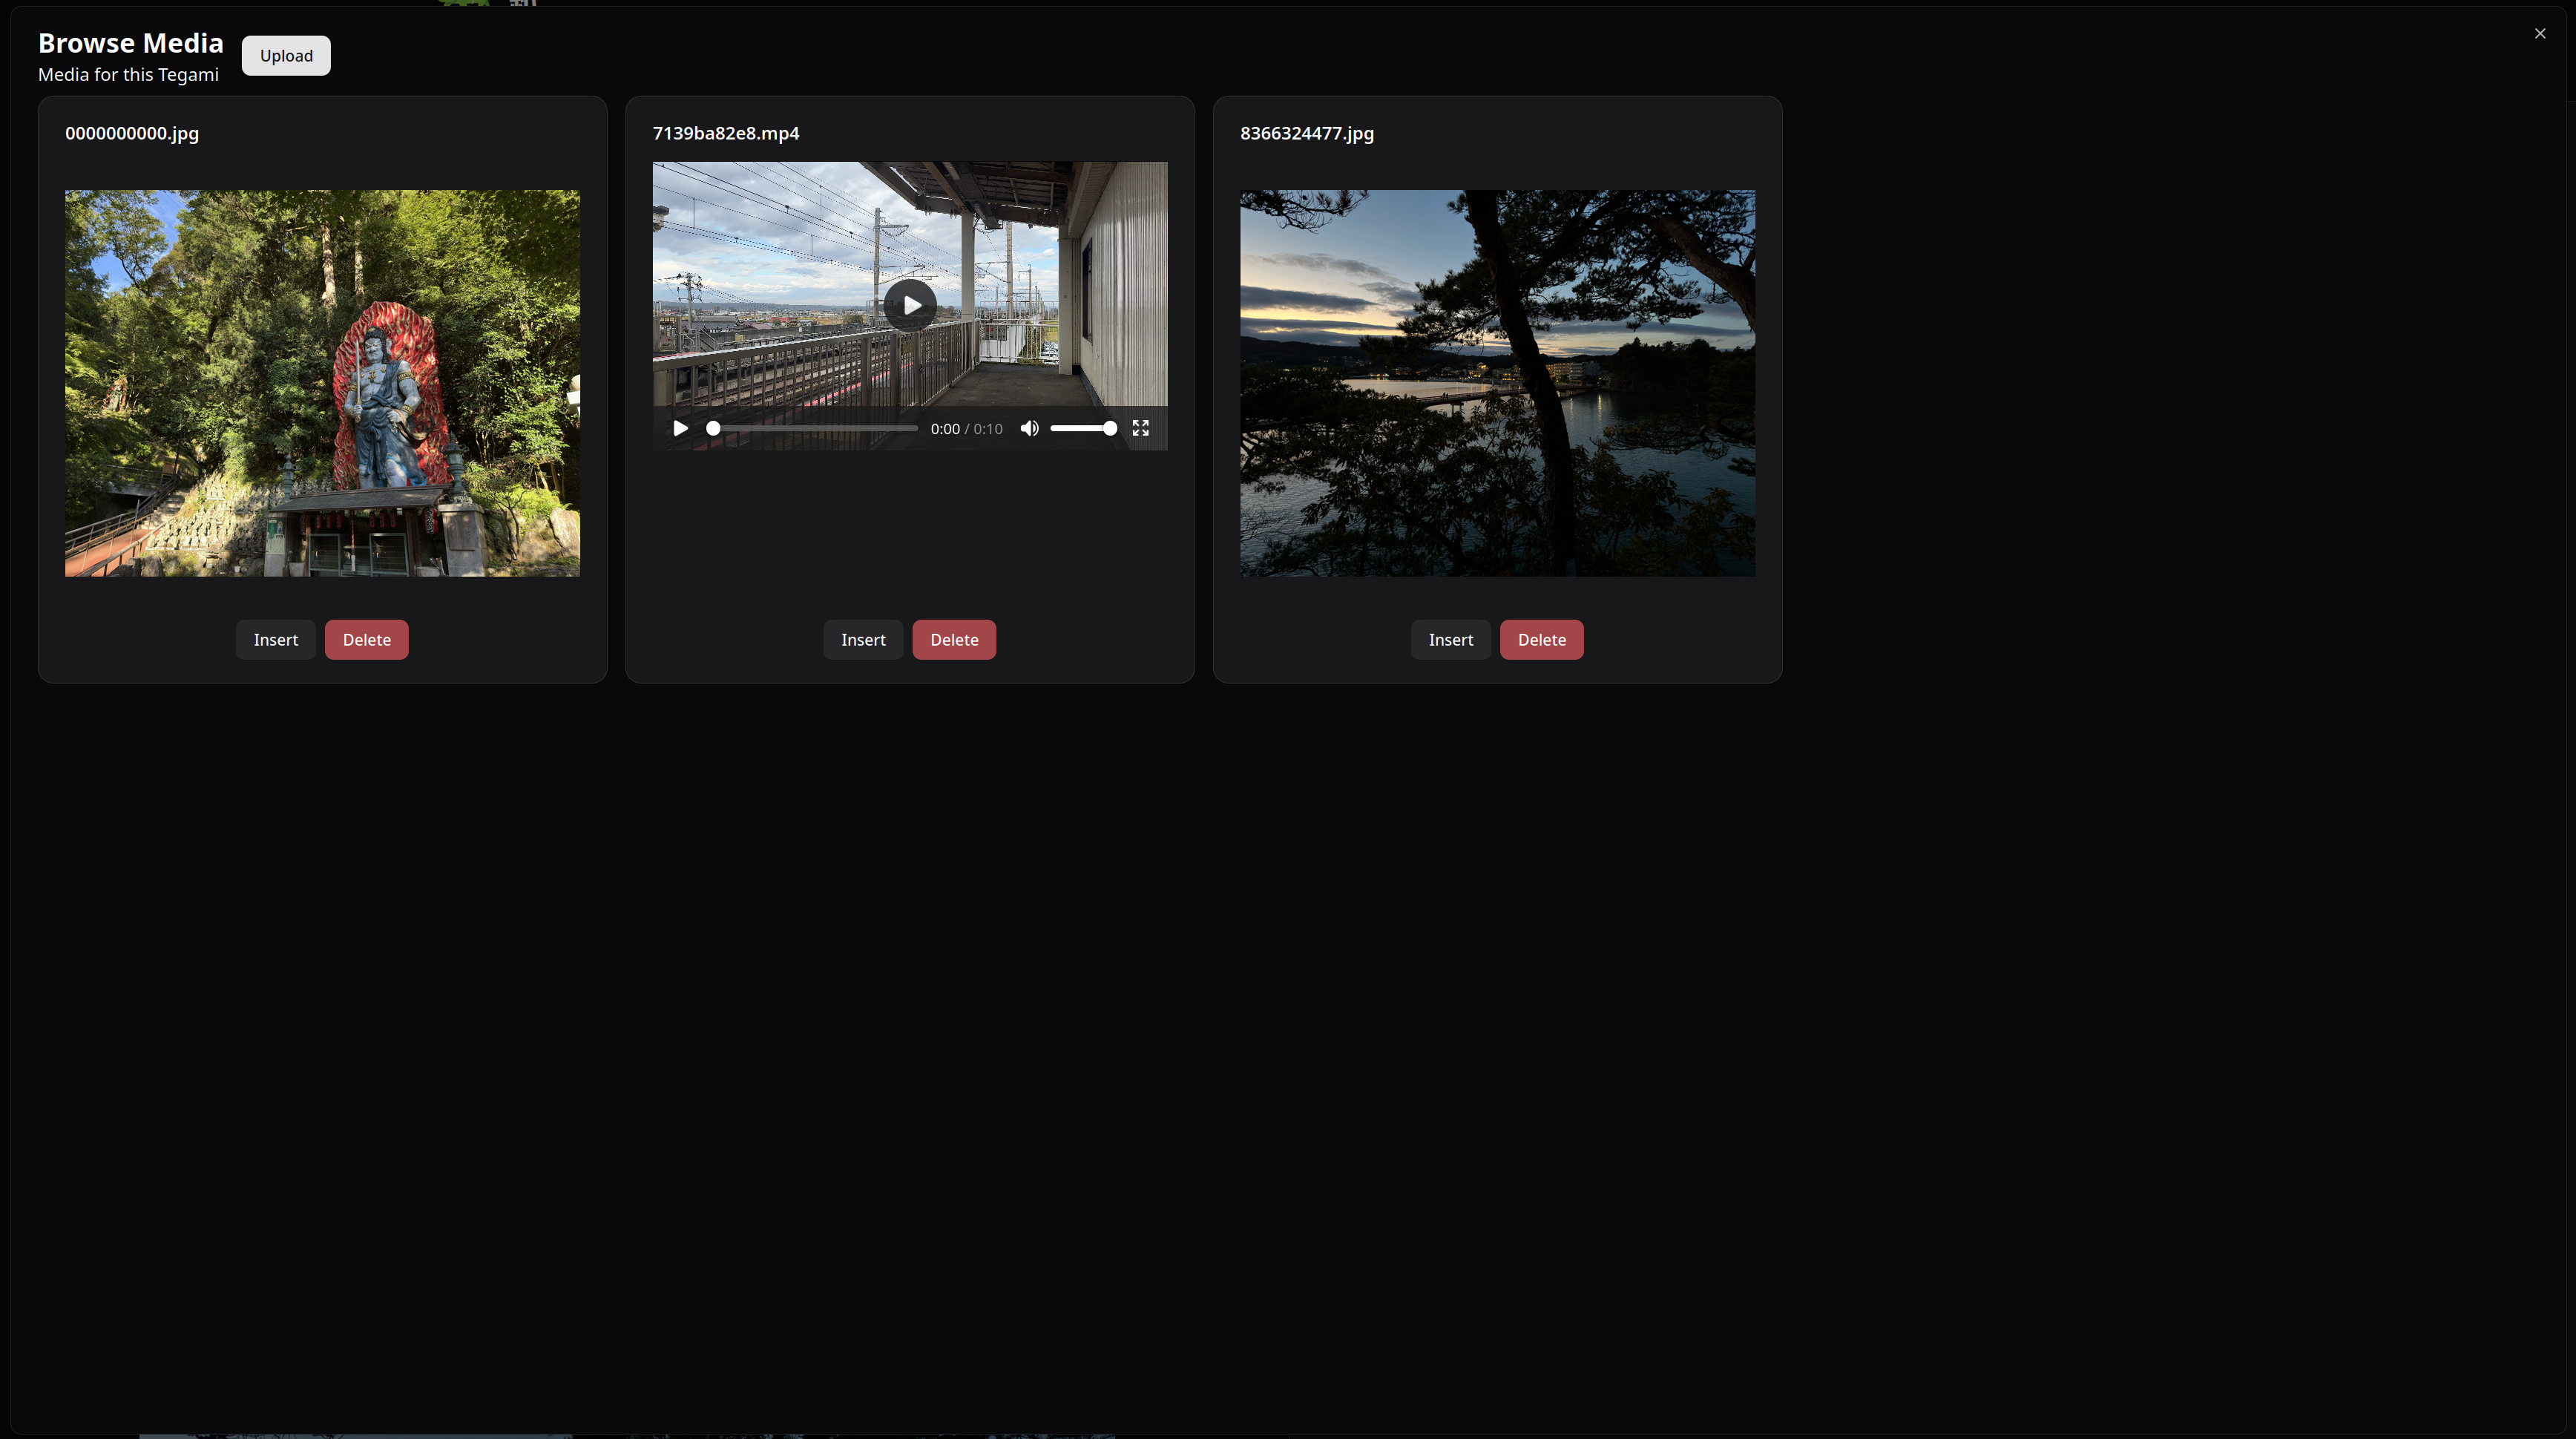 Browse Media
Media for this Tegami
Upload
0000000000.jpg
7139ba82e8.mp4
8366324477.jpg
0:00 / 0:10
Insert
Delete
Insert
Delete
Insert
Delete